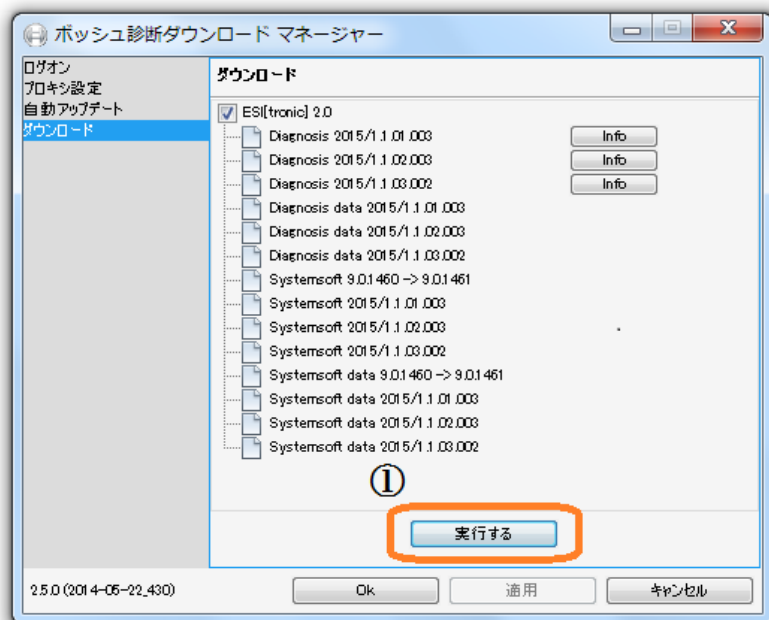 ボッシュ診断ダウンロード マネージャー
ログオン
プロキシ設定
自動アップデート
ダウンロード
ダウンロード
ESI[tronic] 2.0
Diagnosis 2015/1.1.01.003 Info
Diagnosis 2015/1.1.02.003 Info
Diagnosis 2015/1.1.03.002 Info
Diagnosis data 2015/1.1.01.003
Diagnosis data 2015/1.1.02.003
Diagnosis data 2015/1.1.03.002
Systemsoft 9.0.1460 -> 9.0.1461
Systemsoft 2015/1.1.01.003
Systemsoft 2015/1.1.02.003
Systemsoft 2015/1.1.03.002
Systemsoft data 9.0.1460 -> 9.0.1461
Systemsoft data 2015/1.1.01.003
Systemsoft data 2015/1.1.02.003
Systemsoft data 2015/1.1.03.002
①
実行する
2.5.0 (2014-05-22_430) Ok 適用 キャンセル